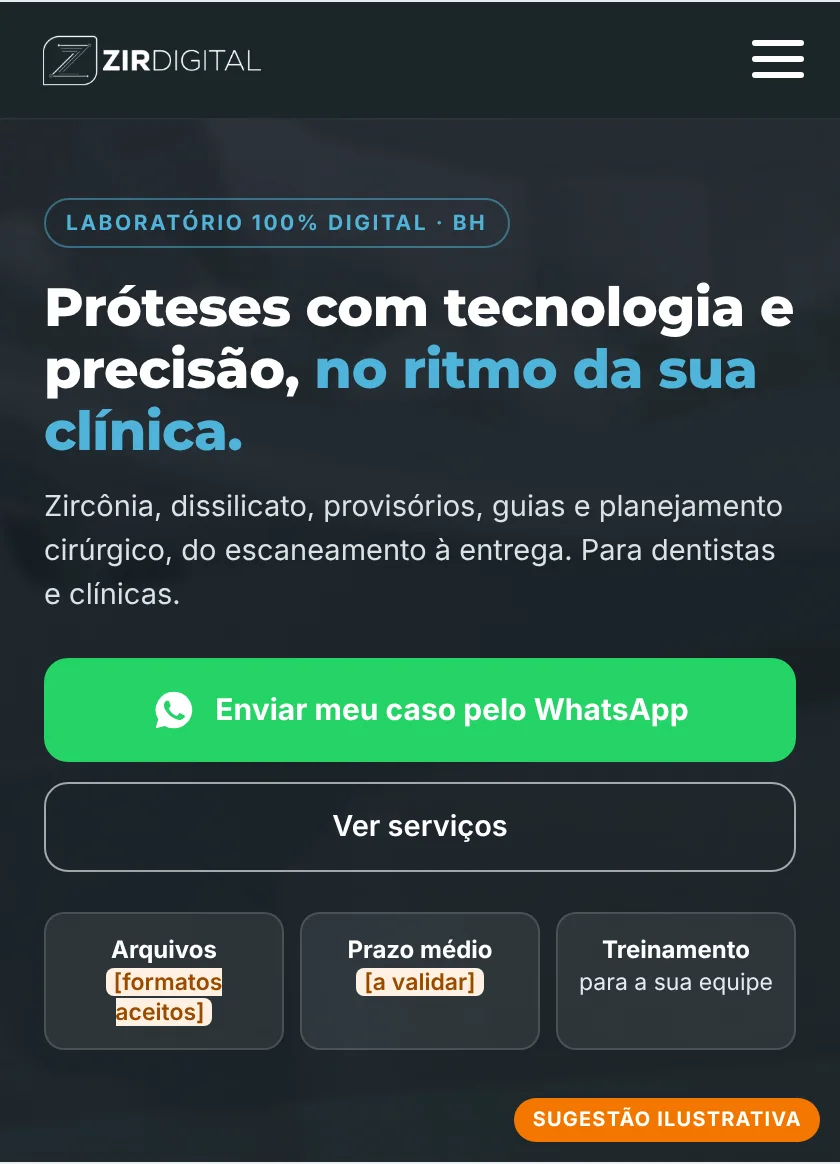 ZIRDIGITAL
LABORATÓRIO 100% DIGITAL · BH
Próteses com tecnologia e
precisão, no ritmo da sua
clínica.
Zircônia, dissilicato, provisórios, guias e planejamento
cirúrgico, do escaneamento à entrega. Para dentistas
e clínicas.
Enviar meu caso pelo WhatsApp
Ver serviços
Arquivos
[formatos
aceitos]
Prazo médio
[a validar]
Treinamento
para a sua equipe
SUGESTÃO ILUSTRATIVA